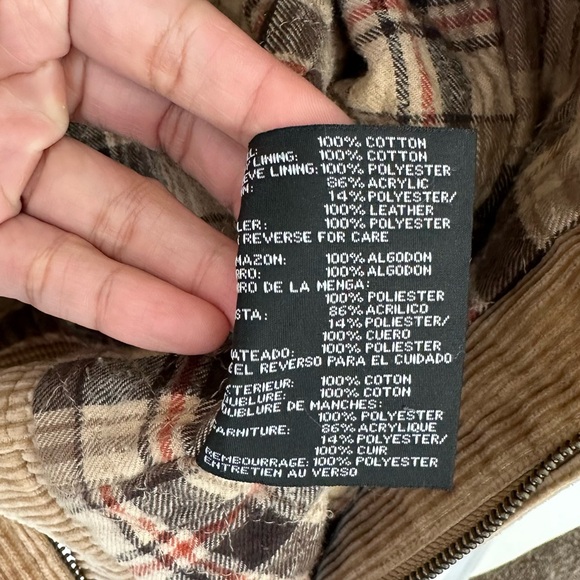 100% COTTON
LINING: 100% COTTON
EVE LINING: 100% POLYESTER
86% ACRYLIC
14% POLYESTER/
100% LEATHER
LER: 100% POLYESTER
REVERSE FOR CARE
MAZON: 100% ALGODON
RRO: 100% ALGODON
ORO DE LA MENGA:
100% POLIESTER
STA: 86% ACRILICO
14% POLIESTER/
100% CUERO
UATEADO: 100% POLIESTER
EL REVERSO PARA EL CUIDADO
TERIEUR: 100% COTON
OUBLURE: 100% COTON
OUBLURE DE MANCHES:
100% POLYESTER
ARNITURE: 86% ACRYLIQUE
14% POLYESTER/
100% CUIR
REMBOURRAGE: 100% POLYESTER
ENTRETIEN AU VERSO